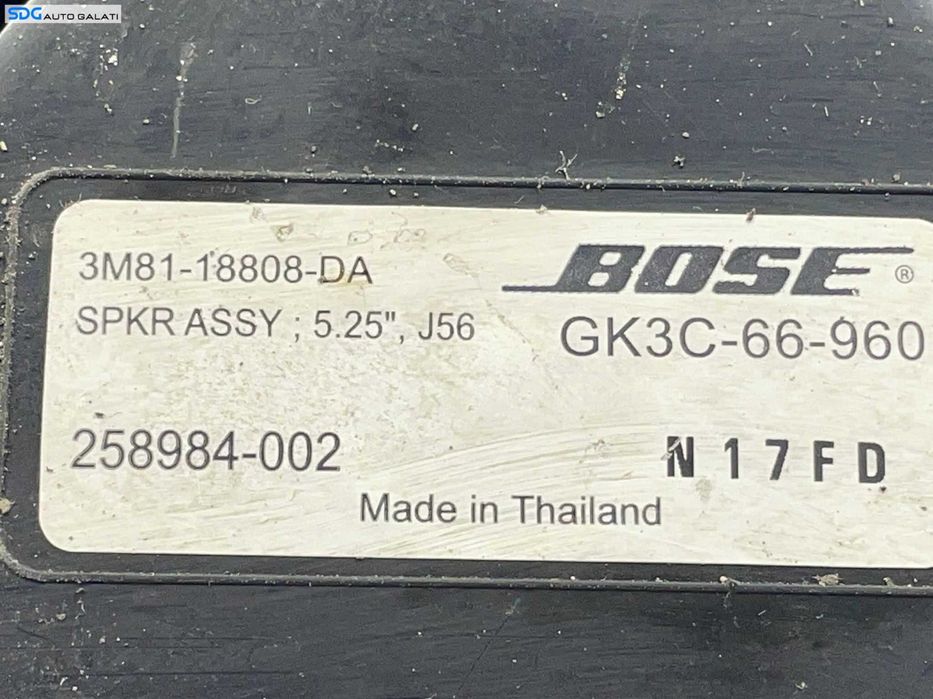 SDG AUTO GALATI
3M81-18808-DA
SPKR ASSY ; 5.25", J56
BOSE®
GK3C-66-960
258984-002
N17FD
Made in Thailand